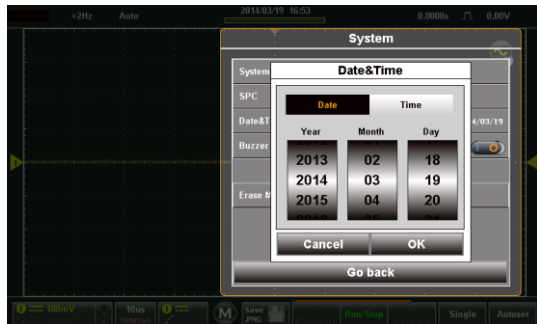 <2Hz Auto 2014/03/19 16:53 0.0000s 0.00V
System
System
Date&Time
SPC
Date Time
Date&T 4/03/19
Year Month Day
Buzzer
2013 02 18
2014 03 19
2015 04 20
Erase M
Cancel OK
Go back
100mV 10us M Save .PNG Run/Stop Single Autoset